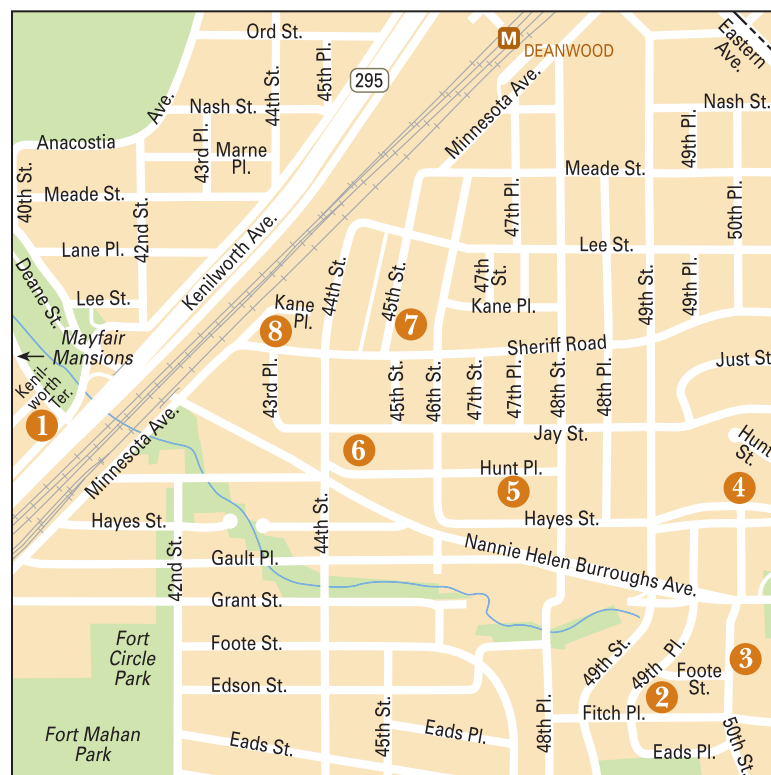 Ord St.
M
DEANWOOD
Eastern
Ave.
44th St.
45th Pl.
295
Ave.
Nash St.
Nash St.
Minnesota Ave.
Anacostia
43rd Pl.
Marne
Pl.
49th Pl.
40th St.
Meade St.
Meade St.
47th Pl.
50th Pl.
42nd St.
Lane Pl.
Kenilworth Ave.
Lee St.
Deane St.
Lee St.
44th St.
45th St.
47th
St.
49th St.
49th Pl.
Kane
Pl.
Kane Pl.
8
7
Mayfair
Mansions
Sheriff Road
Just St
Kenil-
worth
Ter.
43rd Pl.
45th St.
46th St.
47th St.
47th Pl.
48th St.
48th Pl.
1
Minnesota Ave.
Jay St.
Hunt
St.
6
Hunt Pl.
5
4
44th St.
Hayes St.
Hayes St.
42nd St.
Gault Pl.
Nannie Helen Burroughs Ave.
Grant St.
Fort
Circle
Park
Foote St.
49th St.
49th Pl.
3
Foote
St.
Edson St.
2
45th St.
48th Pl.
Fitch Pl.
50th St.
Fort Mahan
Park
Eads St.
Eads Pl.
Eads Pl.